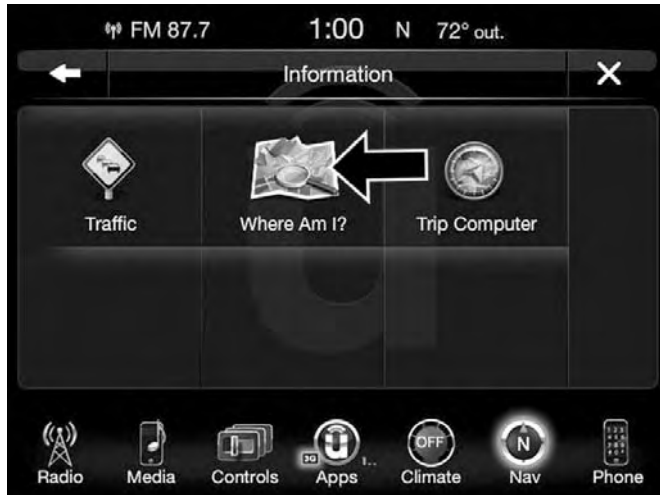 FM 87.7 1:00 N 72° out.
Information
Traffic Where Am I? Trip Computer
OFF N
3G
Radio Media Controls Apps Climate Nav Phone